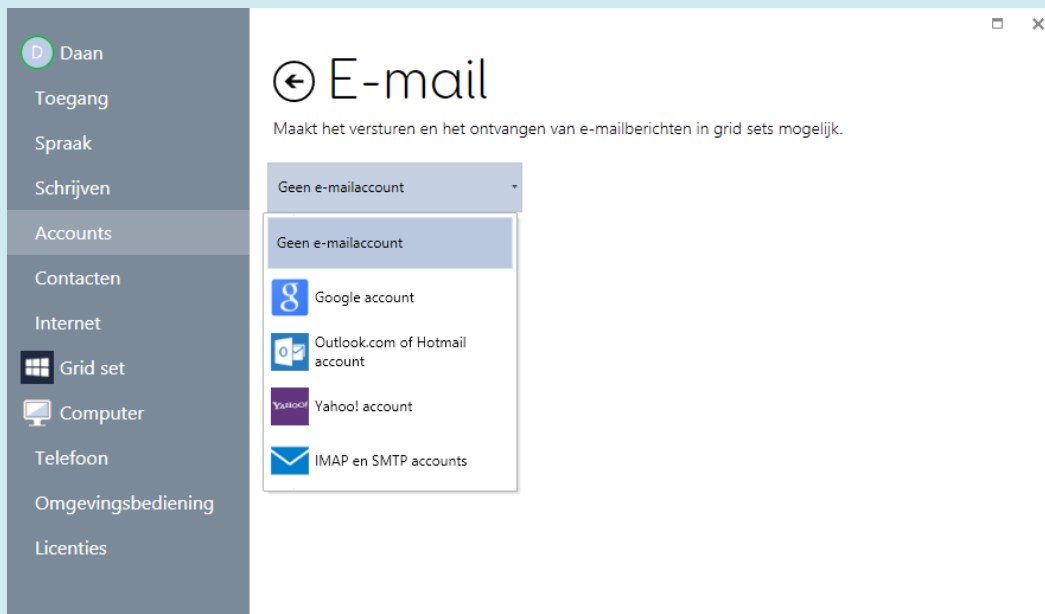 D Daan
Toegang
Spraak
Schrijven
Accounts
Contacten
Internet
Grid set
Computer
Telefoon
Omgevingsbediening
Licenties
E-mail
Maakt het versturen en het ontvangen van e-mailberichten in grid sets mogelijk.
Geen e-mailaccount
Geen e-mailaccount
g Google account
Outlook.com of Hotmail
account
YAHOO! Yahoo! account
IMAP en SMTP accounts